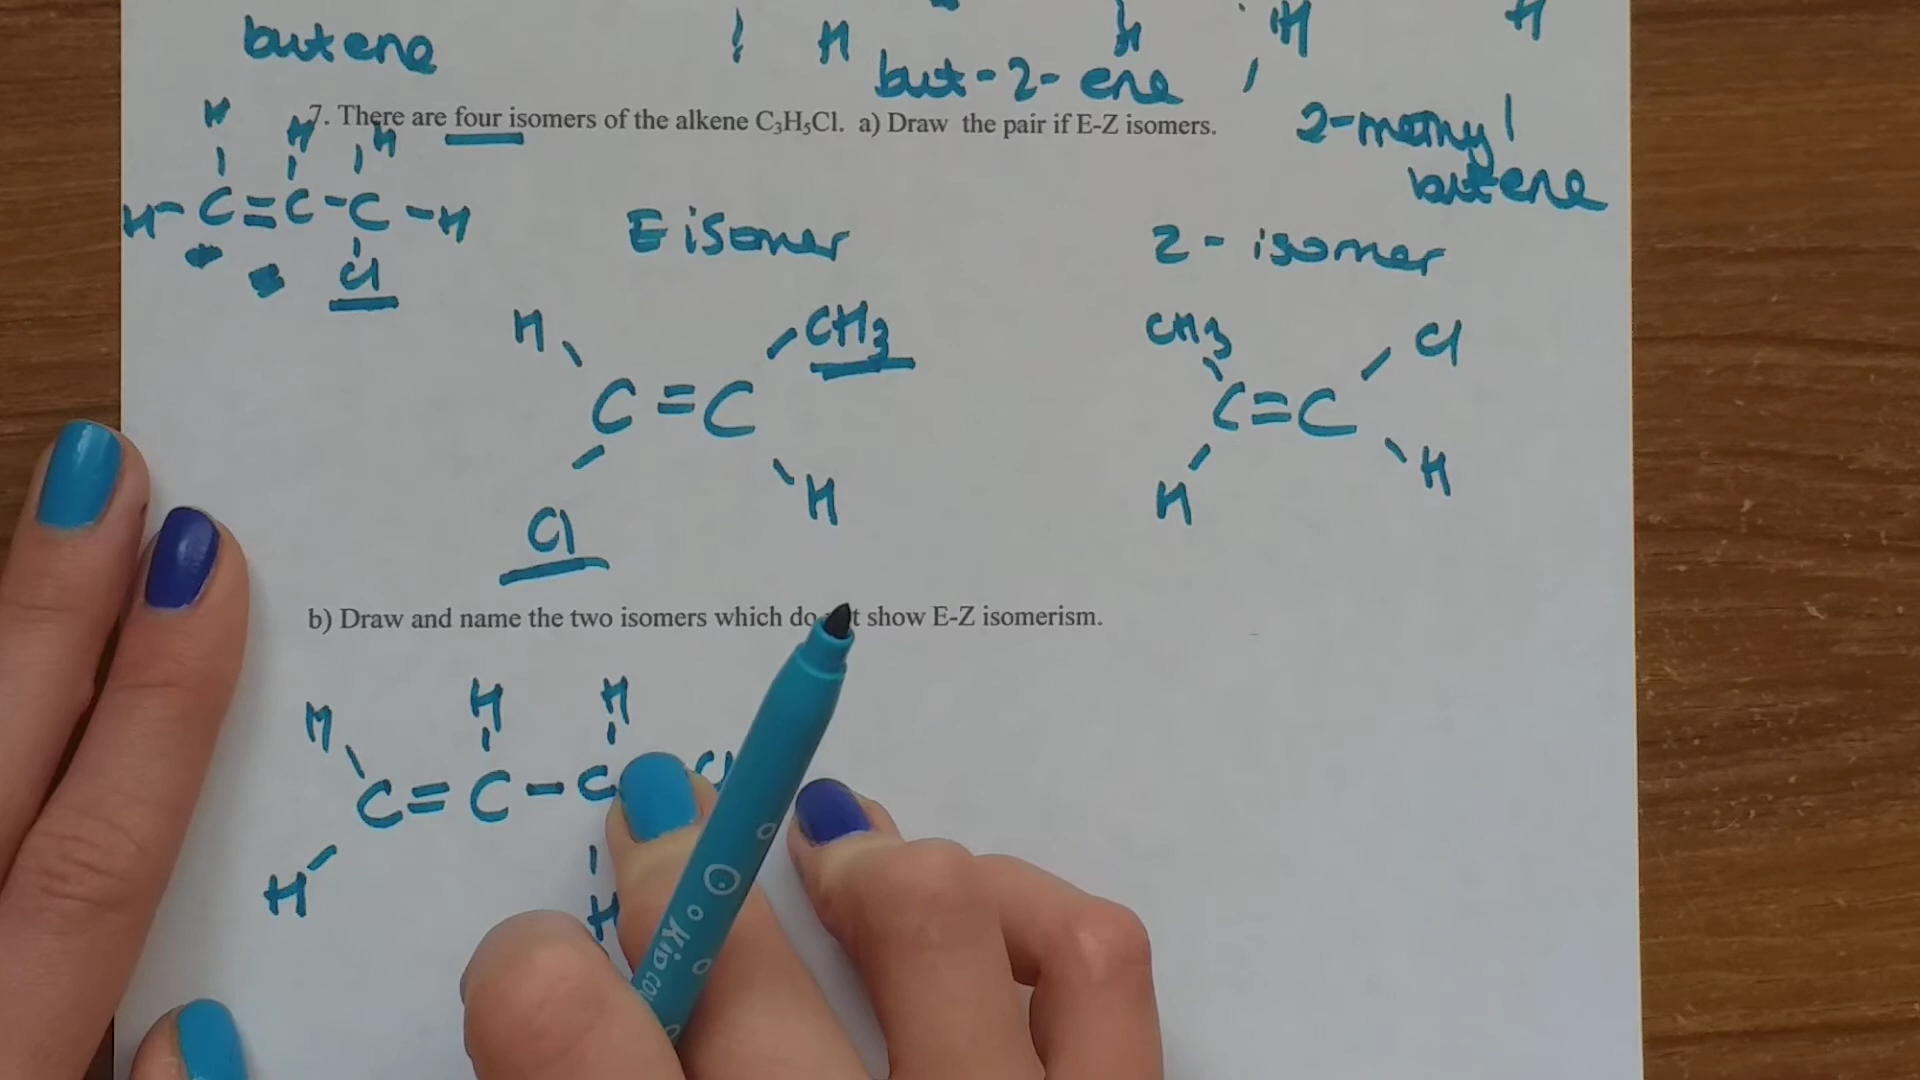 butene
but-2-ene
2-methyl
butene
7. There are four isomers of the alkene C₃H₅Cl. a) Draw the pair if E-Z isomers.
H H H
H-C=C-C-H
Cl
E isomer
Z-isomer
H CH3
C=C
Cl H
CH3 Cl
C=C
H H
b) Draw and name the two isomers which do show E-Z isomerism.
H H H
C=C-C
H H